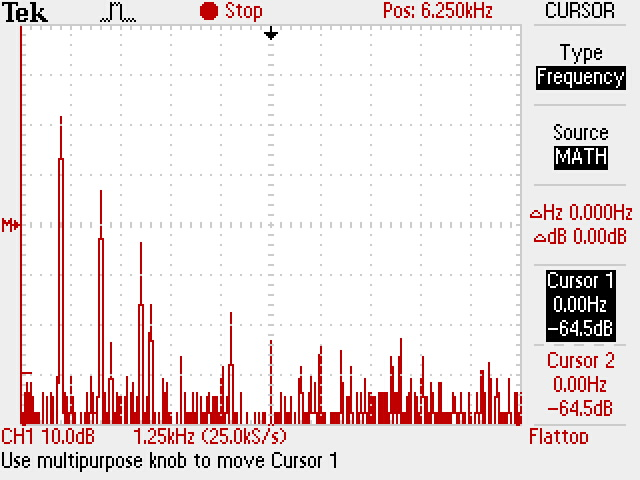 Tek Stop Pos: 6.250kHz CURSOR
Type
Frequency
Source
MATH
M
△Hz 0.000Hz
△dB 0.00dB
Cursor 1
0.00Hz
-64.5dB
Cursor 2
0.00Hz
-64.5dB
CH1 10.0dB 1.25kHz (25.0kS/s) Flattop
Use multipurpose knob to move Cursor 1